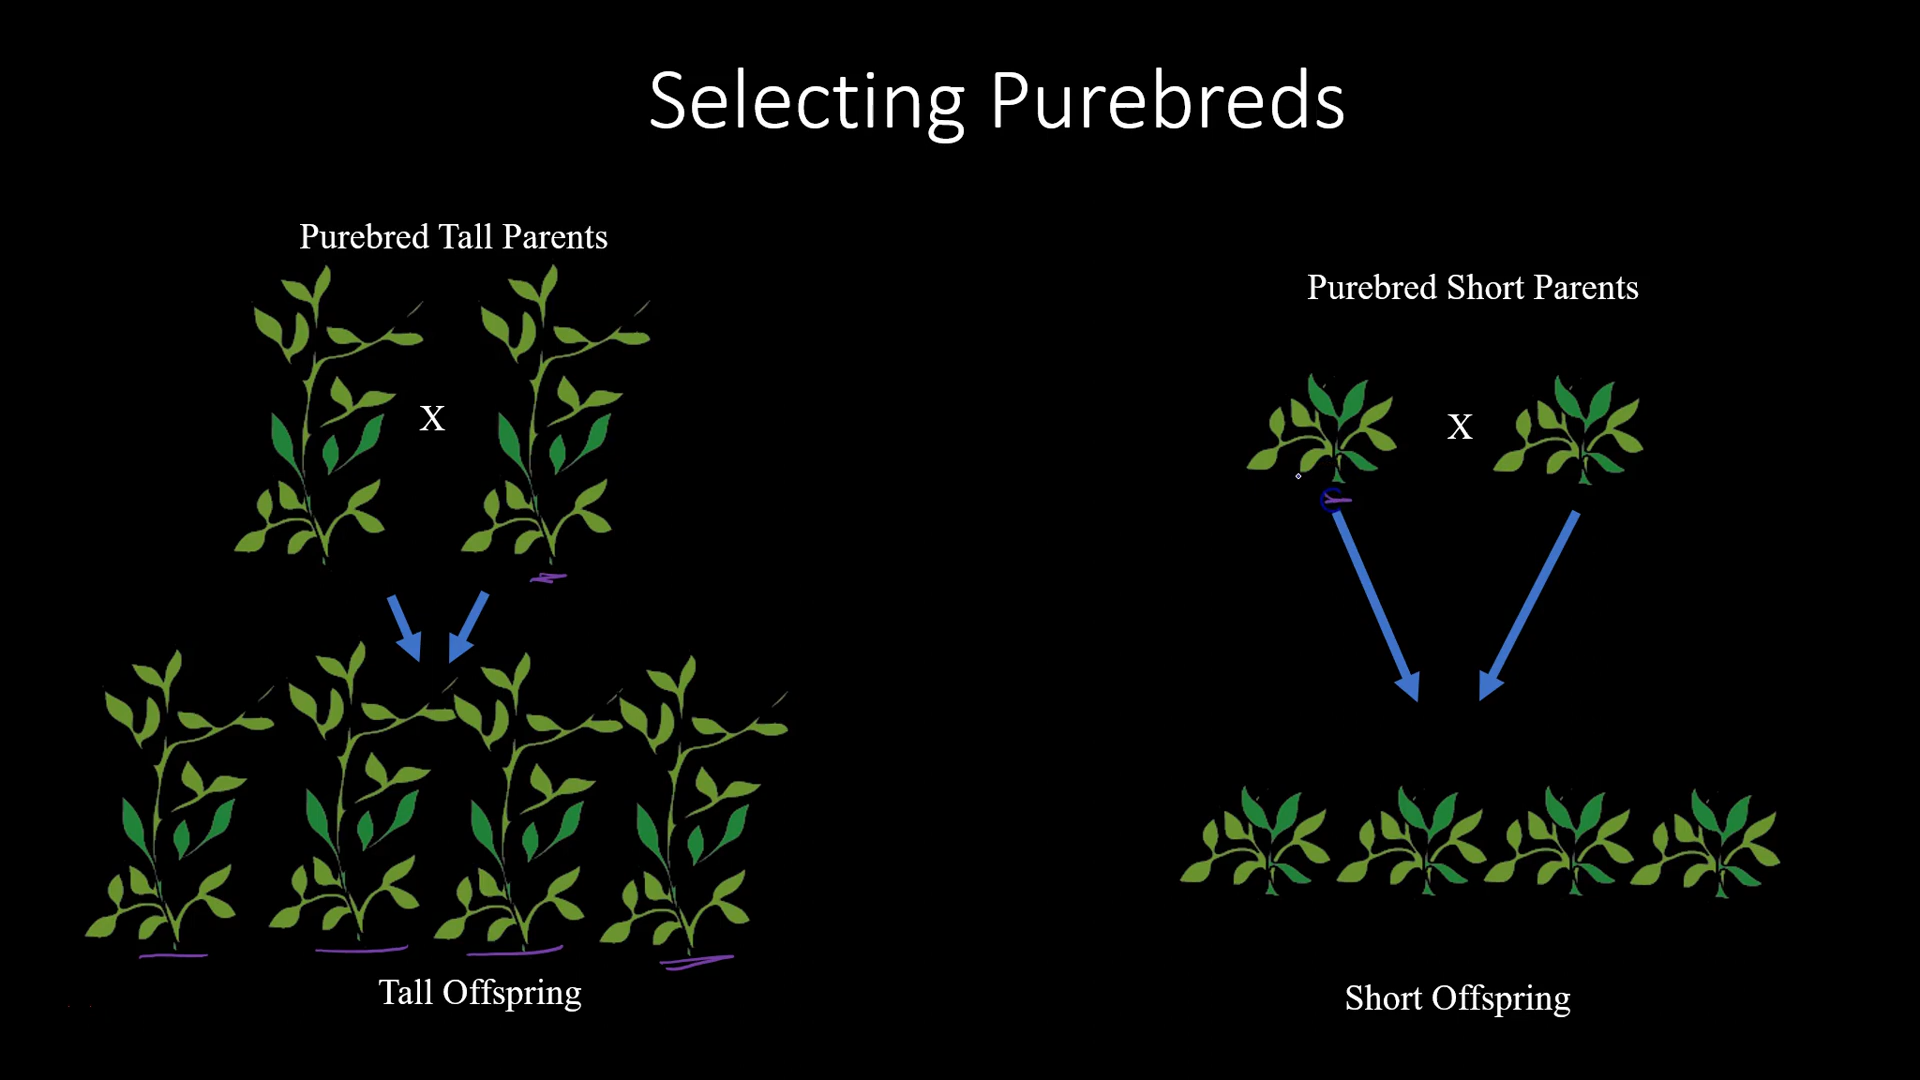 Selecting Purebreds
Purebred Tall Parents
Purebred Short Parents
X
X
Tall Offspring
Short Offspring